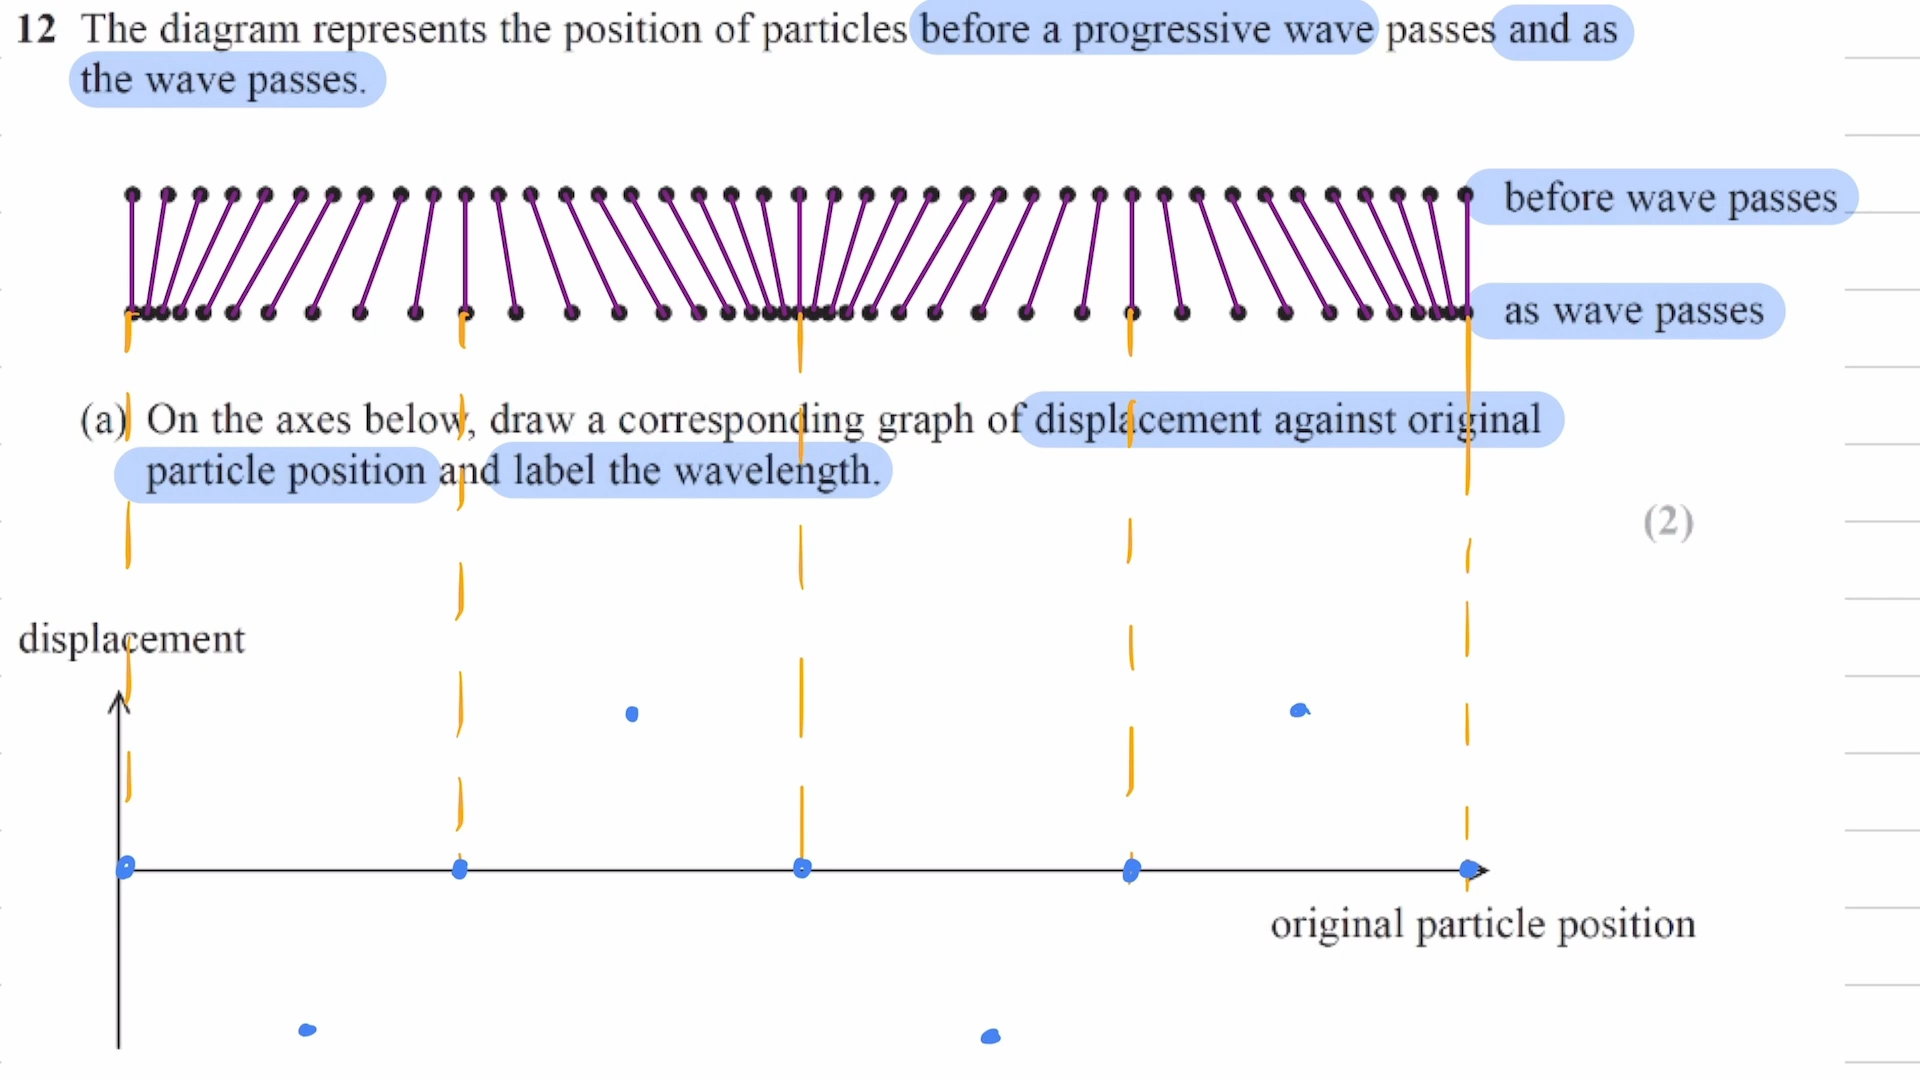 12 The diagram represents the position of particles before a progressive wave passes and as
the wave passes.
before wave passes
as wave passes
(a) On the axes below, draw a corresponding graph of displacement against original
particle position and label the wavelength.
(2)
displacement
original particle position